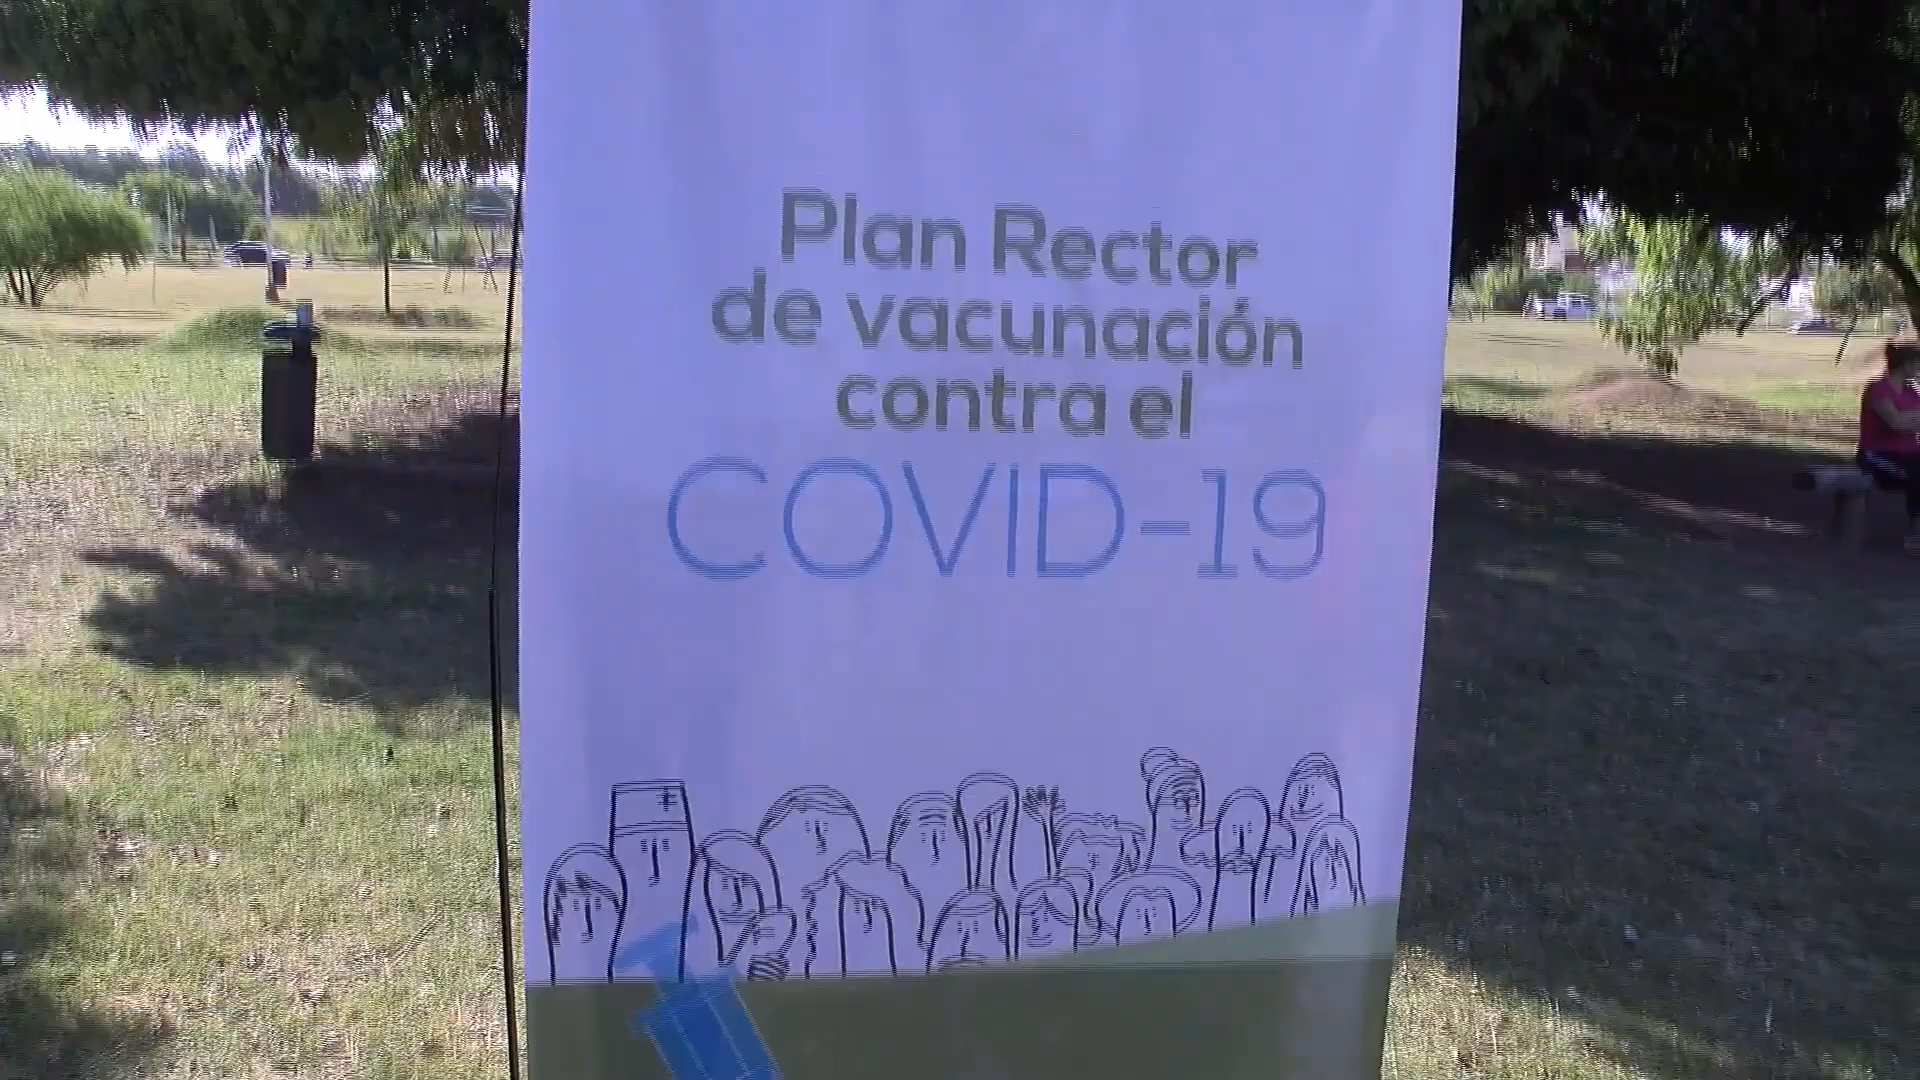 Plan Rector
de vacunación
contra el
COVID-19